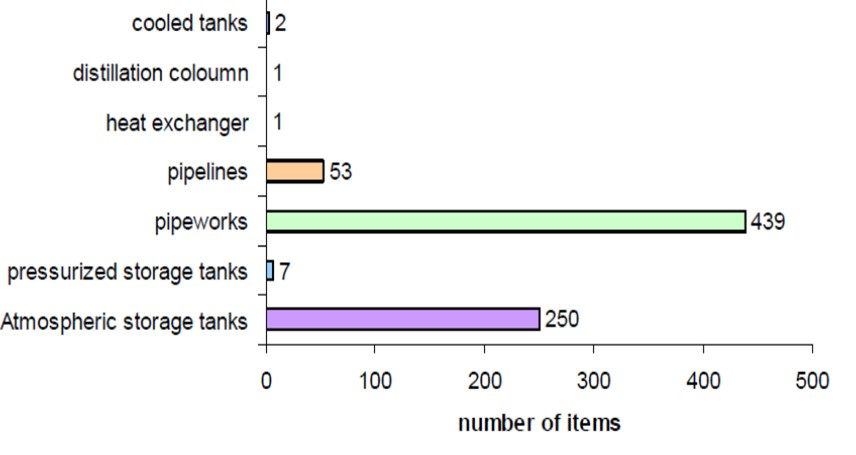 cooled tanks 2
distillation coloumn 1
heat exchanger 1
pipelines 53
pipeworks 439
pressurized storage tanks 7
Atmospheric storage tanks 250
0 100 200 300 400 500
number of items